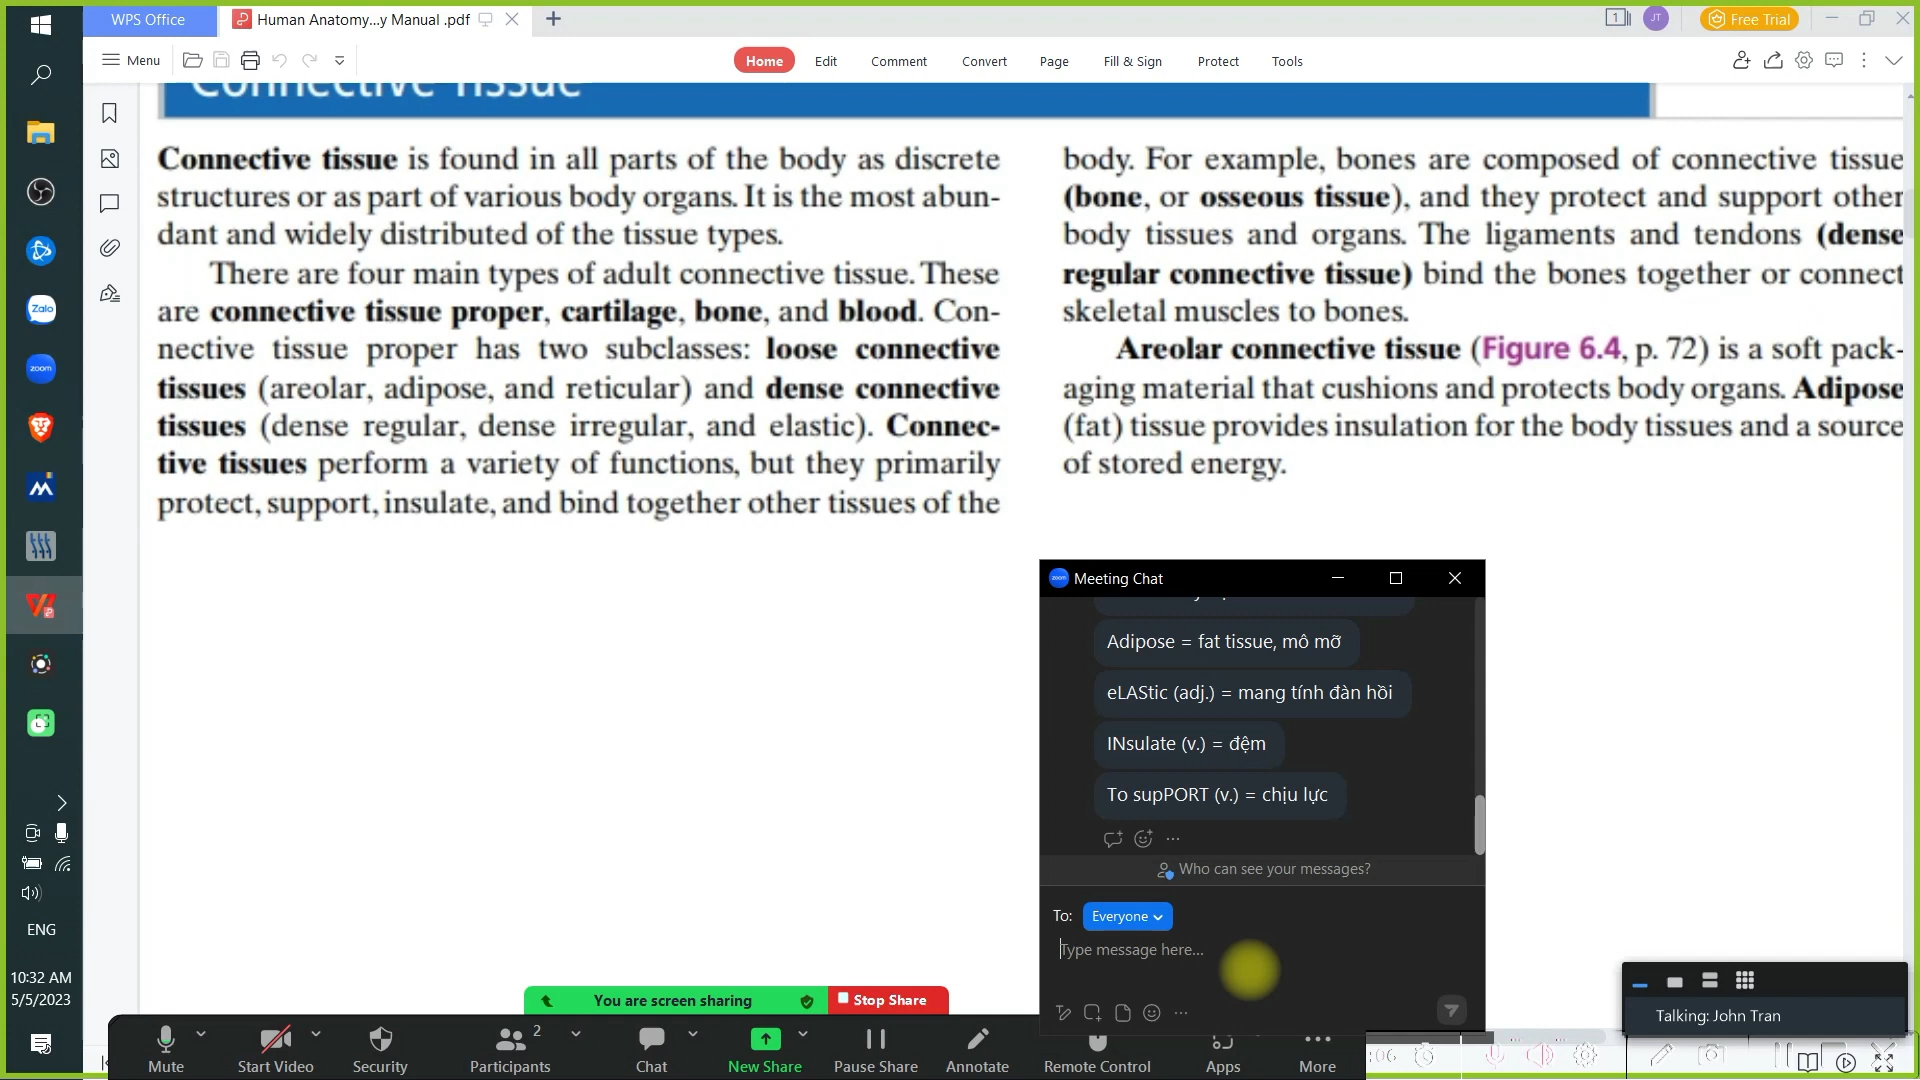 WPS Office
Human Anatomy...y Manual .pdf
1
JT
Free Trial
Menu
Home
Edit
Comment
Convert
Page
Fill & Sign
Protect
Tools
Connective Tissue
Connective tissue is found in all parts of the body as discrete
structures or as part of various body organs. It is the most abun-
dant and widely distributed of the tissue types.
There are four main types of adult connective tissue. These
are connective tissue proper, cartilage, bone, and blood. Con-
nective tissue proper has two subclasses: loose connective
tissues (areolar, adipose, and reticular) and dense connective
tissues (dense regular, dense irregular, and elastic). Connec-
tive tissues perform a variety of functions, but they primarily
protect, support, insulate, and bind together other tissues of the
body. For example, bones are composed of connective tissue
(bone, or osseous tissue), and they protect and support other
body tissues and organs. The ligaments and tendons (dense
regular connective tissue) bind the bones together or connect
skeletal muscles to bones.
Areolar connective tissue (Figure 6.4, p. 72) is a soft pack-
aging material that cushions and protects body organs. Adipose
(fat) tissue provides insulation for the body tissues and a source
of stored energy.
Zalo
zoom
ENG
10:32 AM
5/5/2023
zoom
Meeting Chat
Adipose = fat tissue, mô mỡ
eLAStic (adj.) = mang tính đàn hồi
INsulate (v.) = đệm
To supPORT (v.) = chịu lực
Who can see your messages?
To:
Everyone
Type message here...
You are screen sharing
Stop Share
Talking: John Tran
Mute
Start Video
Security
2
Participants
Chat
New Share
Pause Share
Annotate
Remote Control
Apps
More
:06